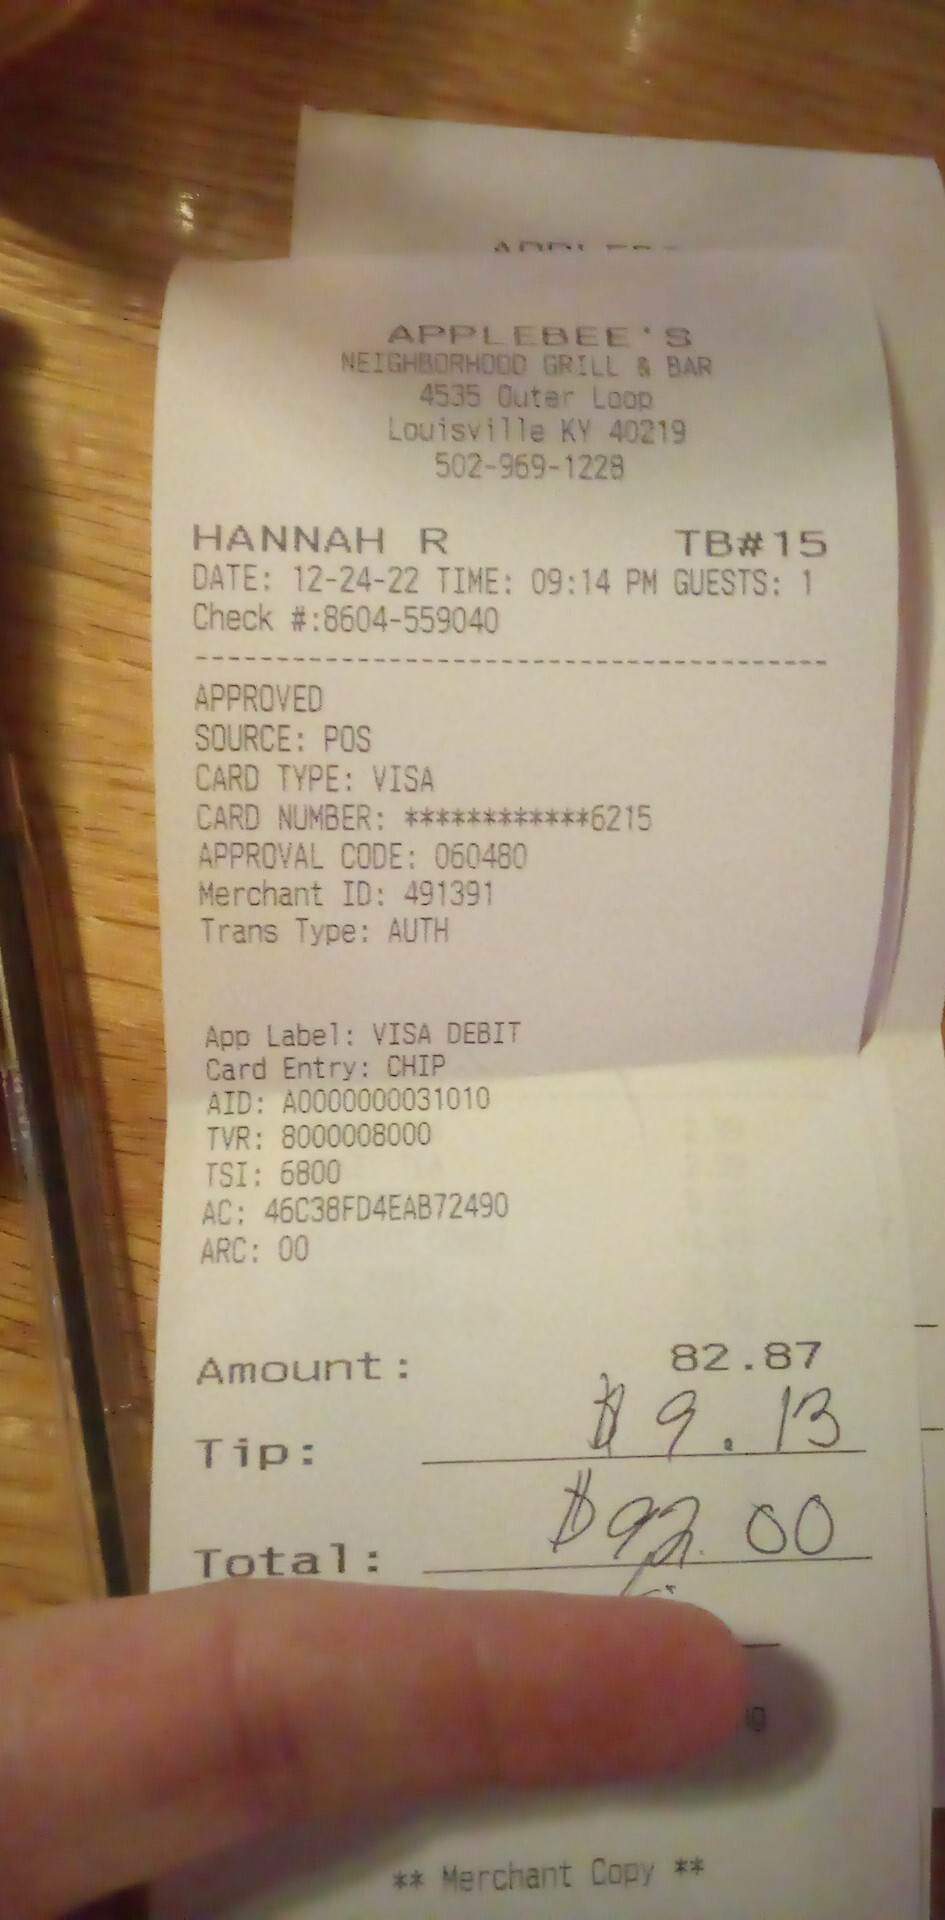 APPLEBEE'S
NEIGHBORHOOD GRILL & BAR
4535 Outer Loop
Louisville KY 40219
502-969-1228
HANNAH R TB#15
DATE: 12-24-22 TIME: 09:14 PM GUESTS: 1
Check #:8604-559040
----------------------------------------
APPROVED
SOURCE: POS
CARD TYPE: VISA
CARD NUMBER: ************6215
APPROVAL CODE: 060480
Merchant ID: 491391
Trans Type: AUTH
App Label: VISA DEBIT
Card Entry: CHIP
AID: A0000000031010
TVR: 8000008000
TSI: 6800
AC: 46C38FD4EAB72490
ARC: 00
Amount: 82.87
Tip: $9.13
Total: $92.00
** Merchant Copy **